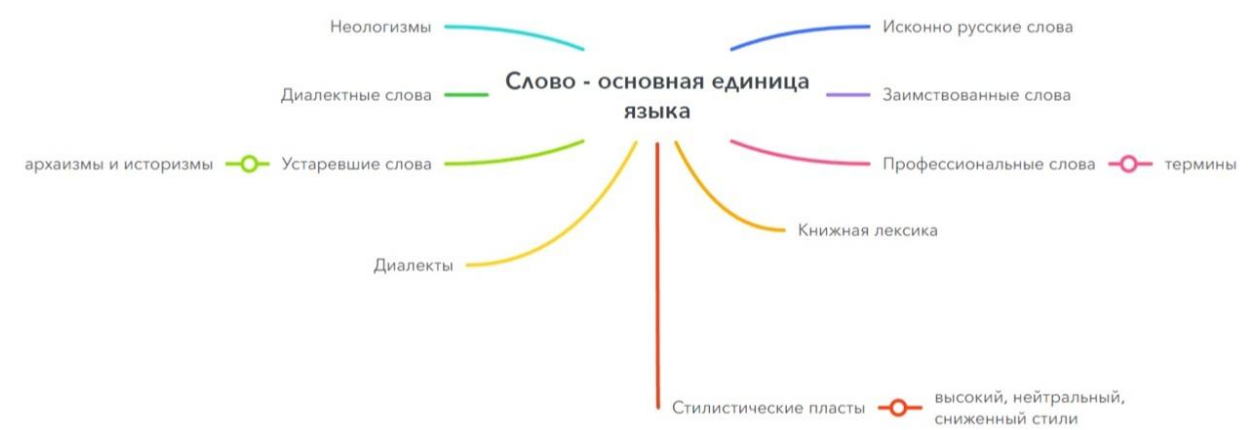 Неологизмы
Исконно русские слова
Слово - основная единица
языка
Диалектные слова
Заимствованные слова
архаизмы и историзмы
Устаревшие слова
Профессиональные слова
термины
Книжная лексика
Диалекты
Стилистические пласты
высокий, нейтральный,
сниженный стили